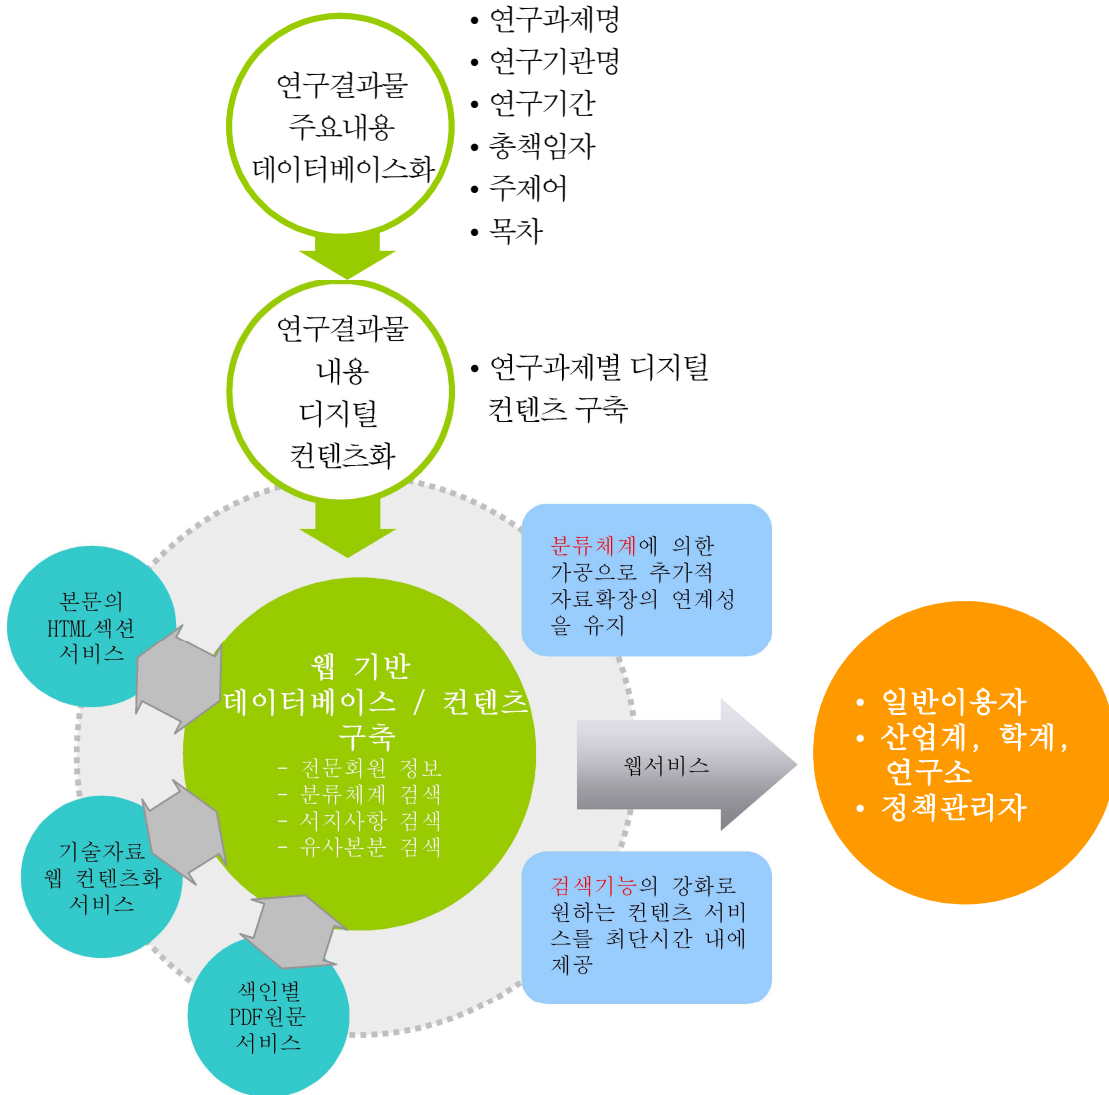 연구결과물
주요내용
데이터베이스화
• 연구과제명
• 연구기관명
• 연구기간
• 총책임자
• 주제어
• 목차
연구결과물
내용
디지털
컨텐츠화
• 연구과제별 디지털
컨텐츠 구축
분류체계에 의한
가공으로 추가적
자료확장의 연계성
을 유지
본문의
HTML섹션
서비스
웹 기반
데이터베이스 / 컨텐츠
구축
- 전문회원 정보
- 분류체계 검색
- 서지사항 검색
- 유사본분 검색
웹서비스
• 일반이용자
• 산업계, 학계,
연구소
• 정책관리자
기술자료
웹 컨텐츠화
서비스
검색기능의 강화로
원하는 컨텐츠 서비
스를 최단시간 내에
제공
색인별
PDF원문
서비스